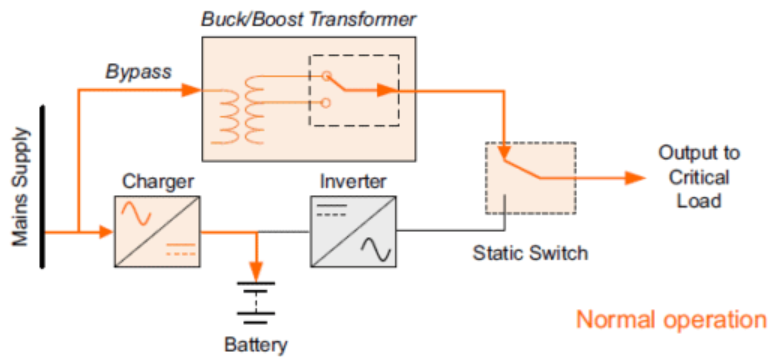 Buck/Boost Transformer
Bypass
Mains Supply
Charger
Inverter
Output to
Critical
Load
Static Switch
Battery
Normal operation